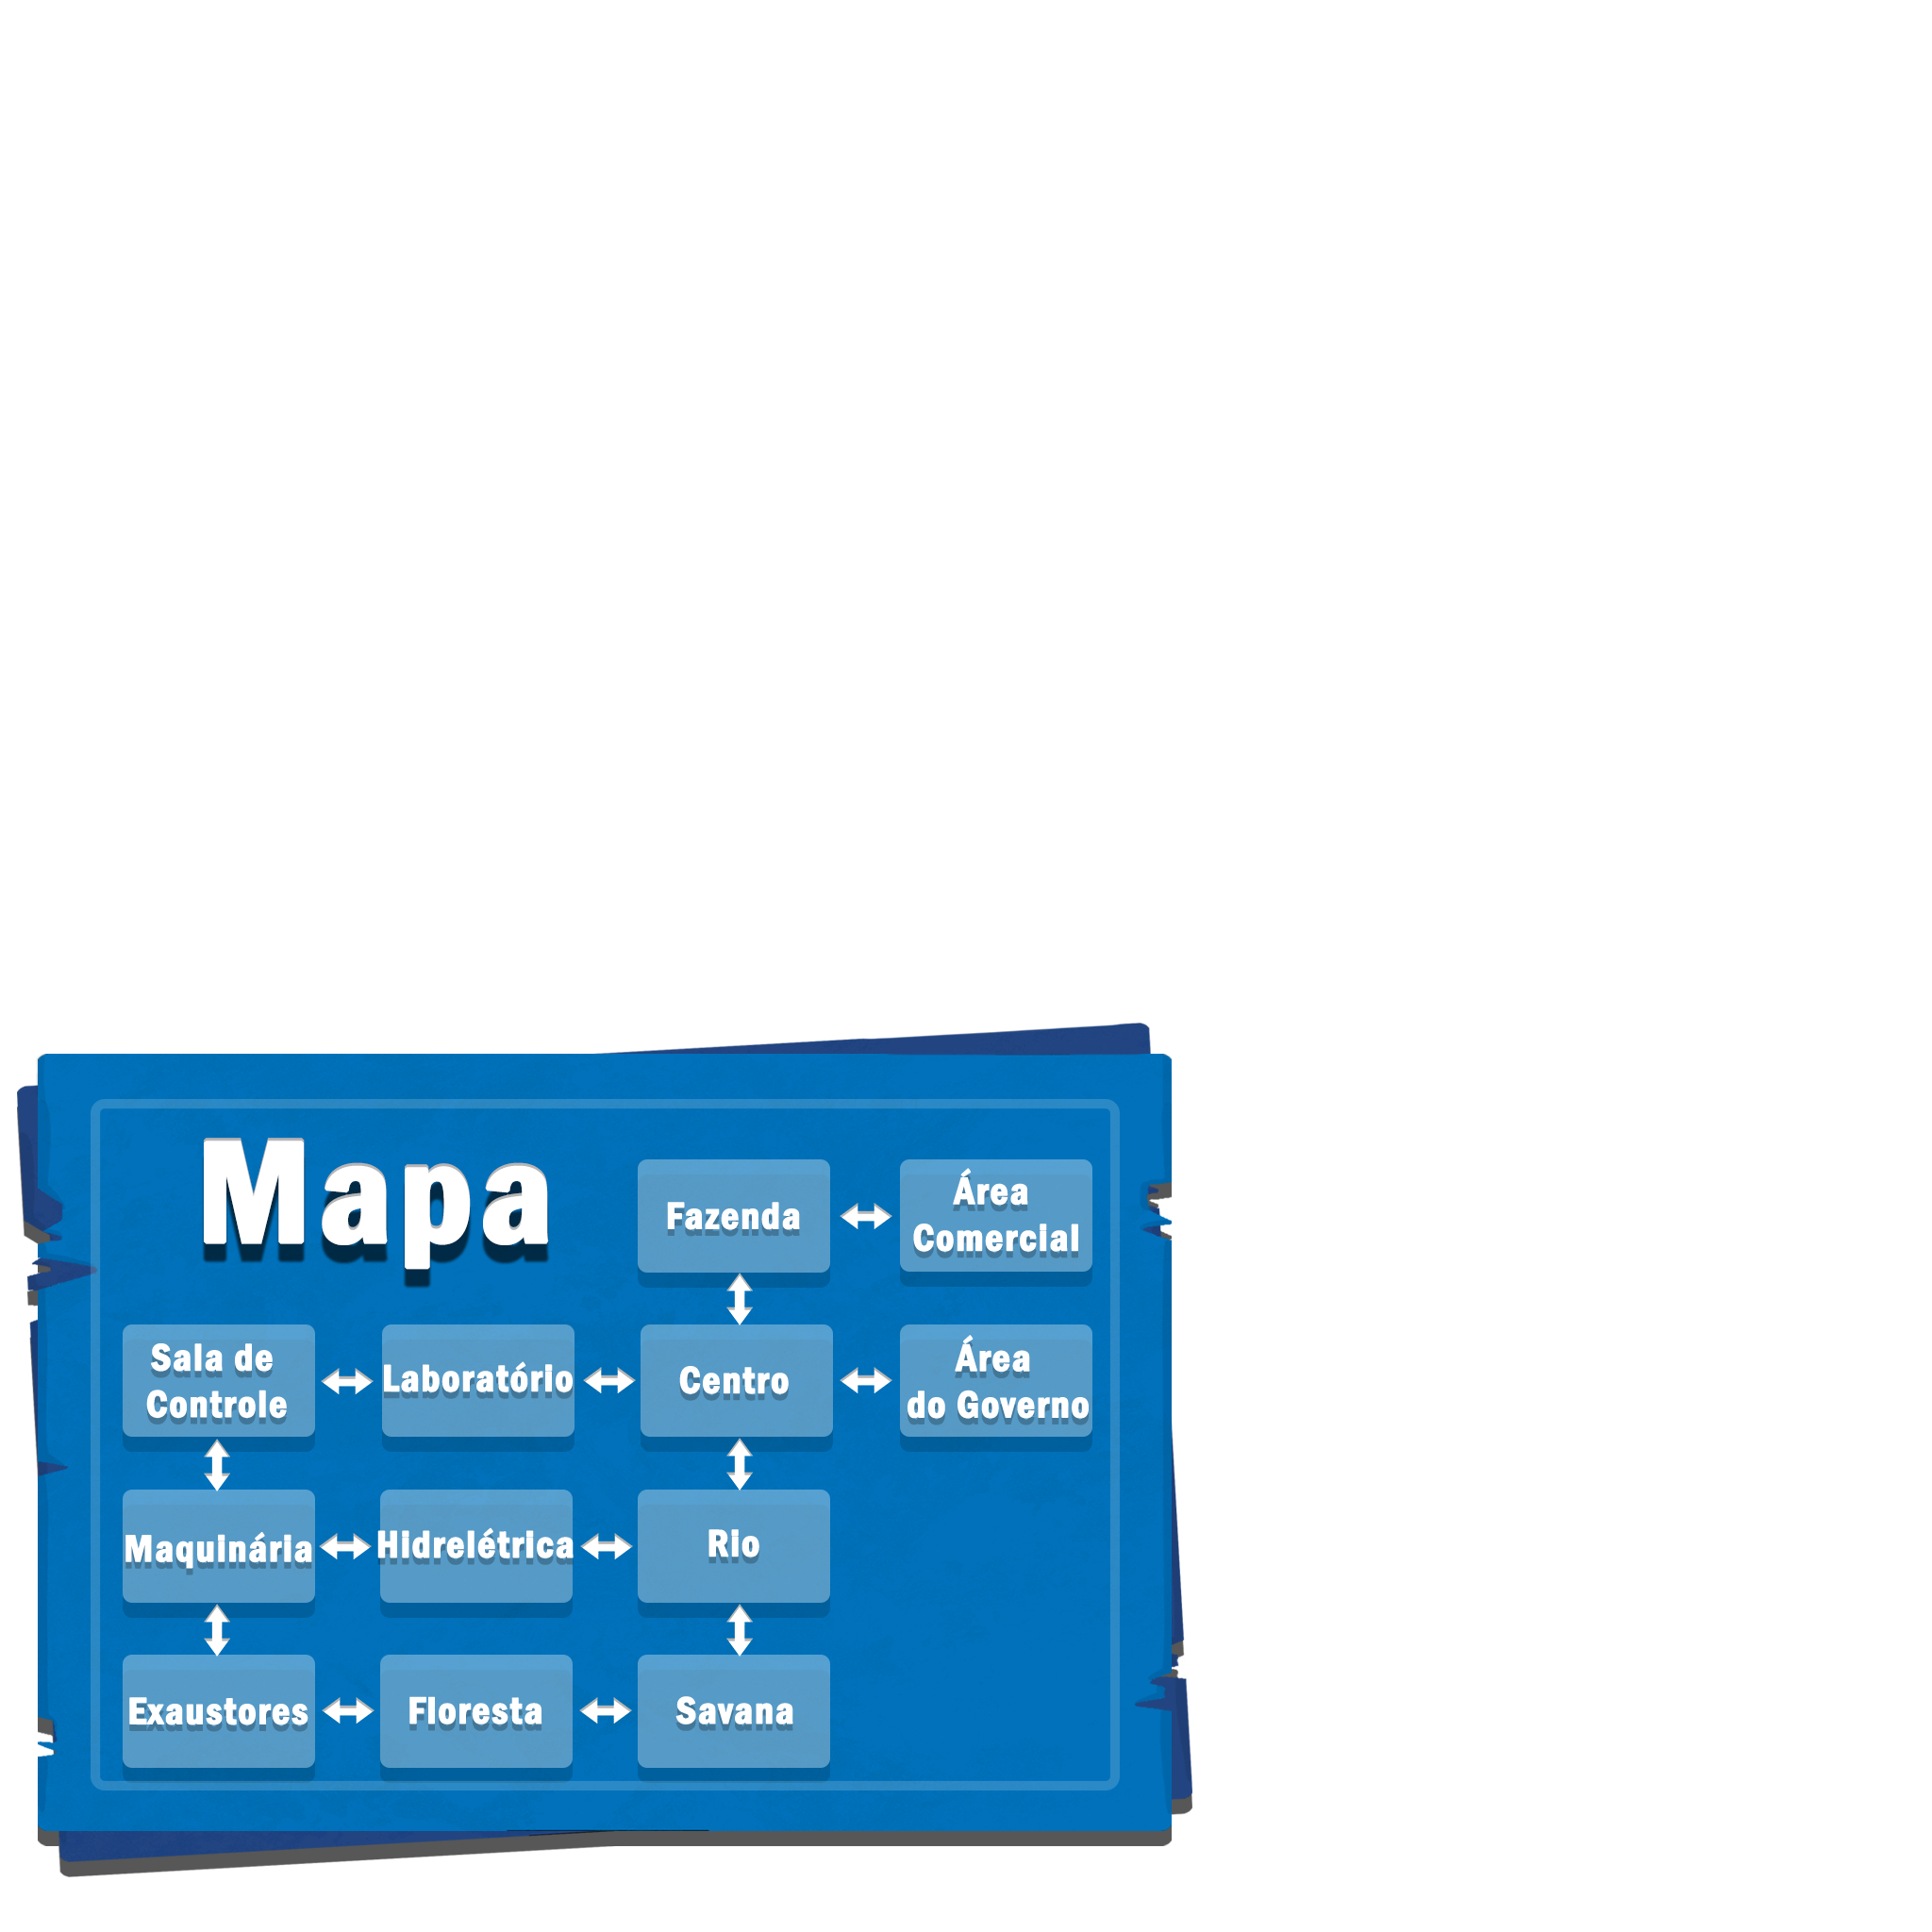 Mapa
Fazenda
Área
Comercial
Sala de
Controle
Laboratório
Centro
Área
do Governo
Maquinária
Hidrelétrica
Rio
Exaustores
Floresta
Savana